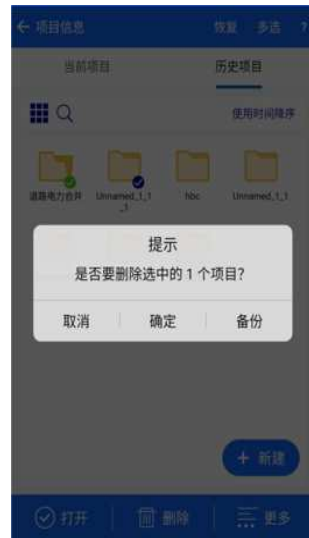 ← 项目信息 恢复 多选 ?
当前项目 历史项目
使用时间降序
道路电力合并 Unnamed_1_1 hbc Unnamed_1_1
_1
提示
是否要删除选中的 1 个项目?
取消 确定 备份
+ 新建
打开 删除 更多